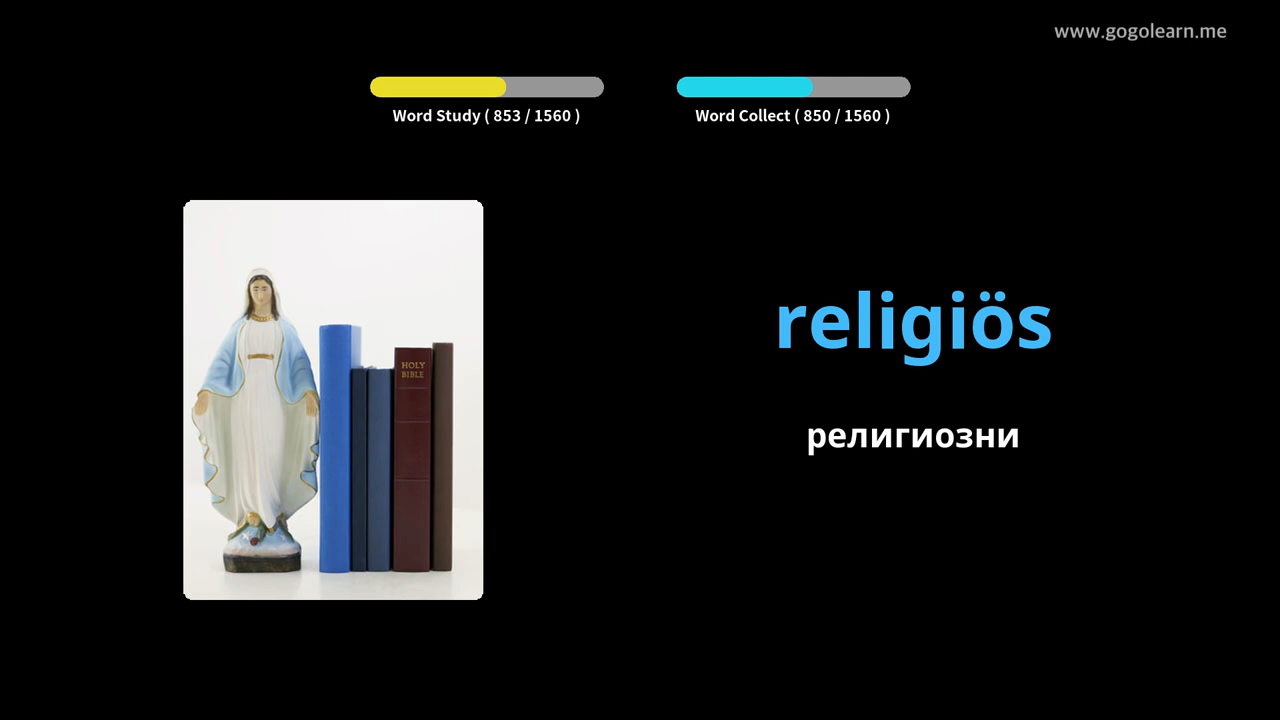 www.gogolearn.me
Word Study ( 853 / 1560 )
Word Collect ( 850 / 1560 )
HOLY
BIBLE
religiös
религиозни